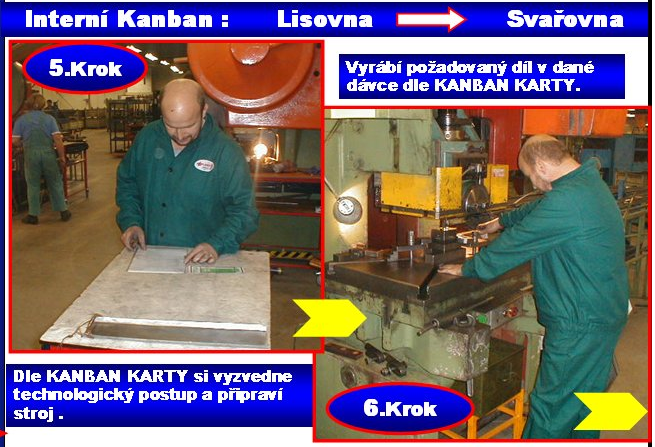 Interní Kanban : Lisovna Svařovna
5.Krok
Vyrábí požadovaný díl v dané
dávce dle KANBAN KARTY.
Dle KANBAN KARTY si vyzvedne
technologický postup a připraví
stroj .
6.Krok